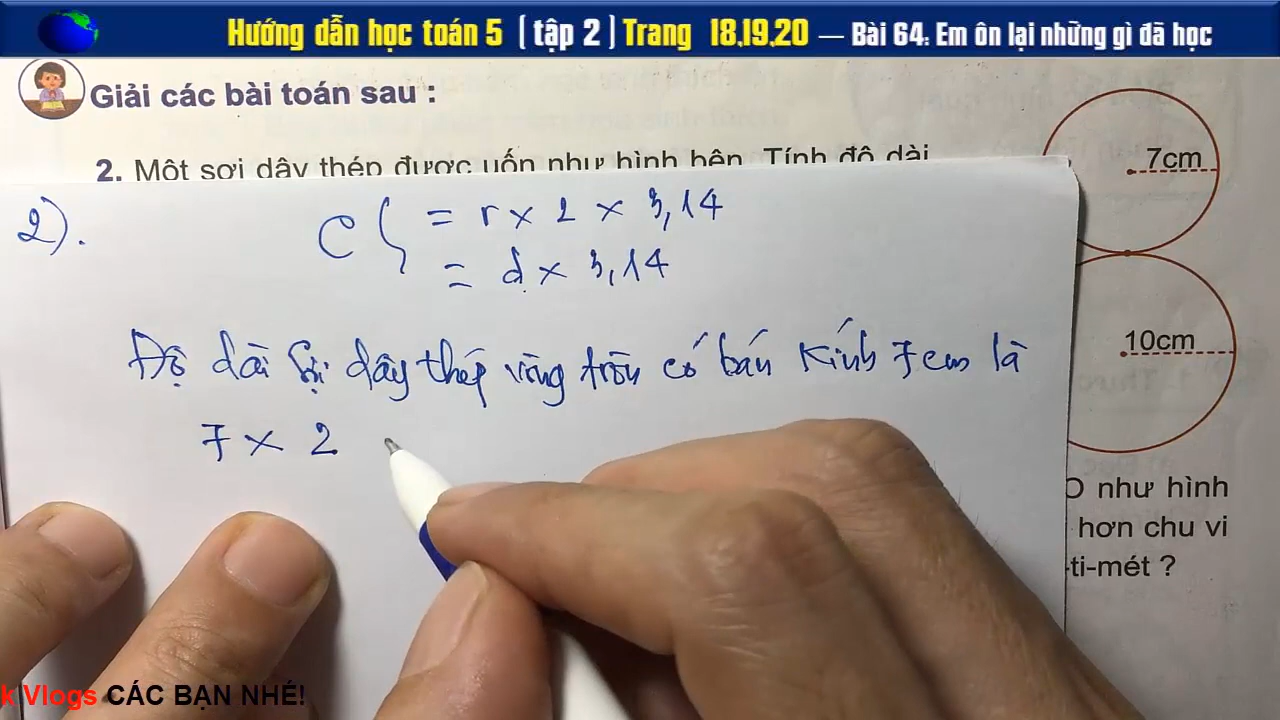 Hướng dẫn học toán 5 ( tập 2 ) Trang 18,19,20 — Bài 64: Em ôn lại những gì đã học
Giải các bài toán sau :
2. Một sợi dây thép được uốn như hình bên. Tính độ dài
7cm
2).
C { = r x 2 x 3,14
= d x 3,14
10cm
Độ dài sợi dây thép vòng tròn có bán kính 7cm là
7 x 2
O như hình
hơn chu vi
-ti-mét ?
k Vlogs CÁC BẠN NHÉ!